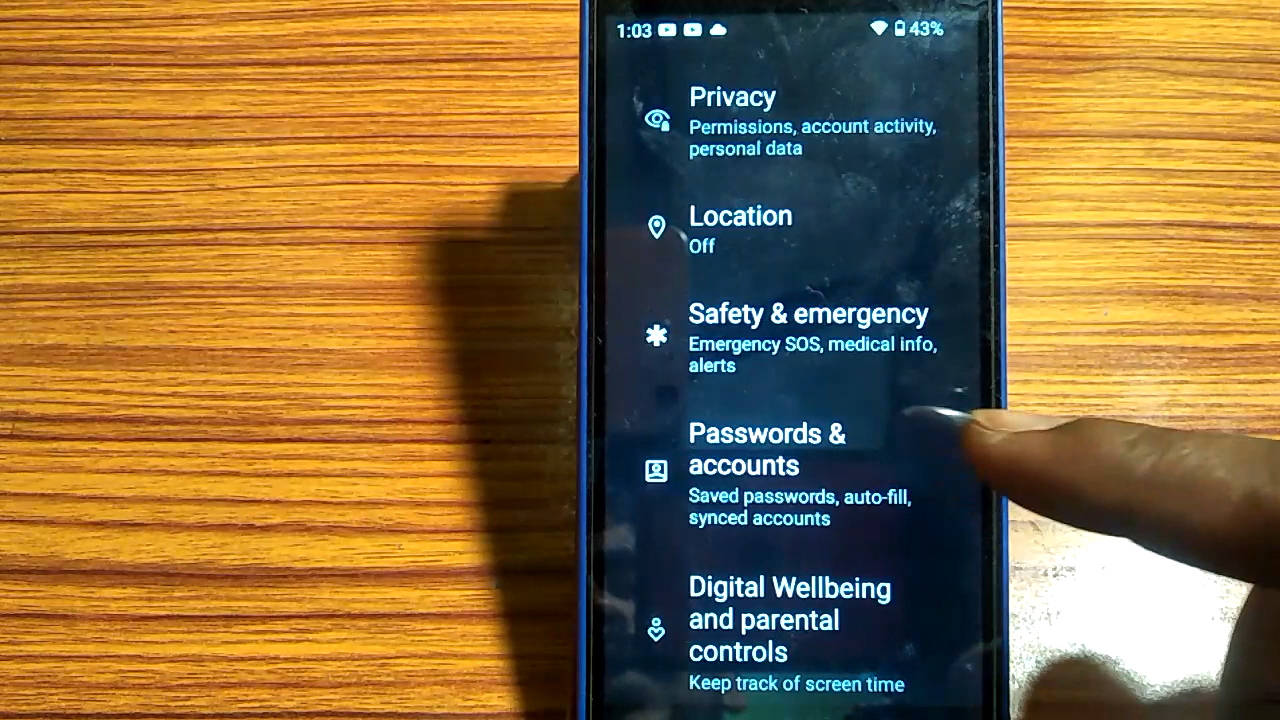 1:03 43%
Privacy
Permissions, account activity,
personal data
Location
Off
Safety & emergency
Emergency SOS, medical info,
alerts
Passwords &
accounts
Saved passwords, auto-fill,
synced accounts
Digital Wellbeing
and parental
controls
Keep track of screen time